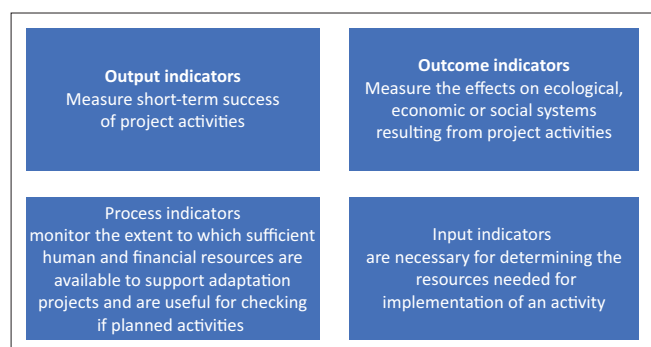 Output indicators
Measure short-term success
of project activities
Outcome indicators
Measure the effects on ecological,
economic or social systems
resulting from project activities
Process indicators
monitor the extent to which sufficient
human and financial resources are
available to support adaptation
projects and are useful for checking
if planned activities
Input indicators
are necessary for determining the
resources needed for
implementation of an activity